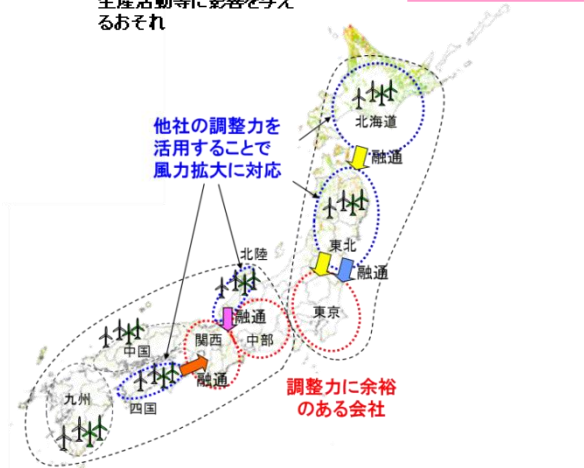 生産活動等に影響を与え
るおそれ
他社の調整力を
活用することで
風力拡大に対応
北海道
融通
東北
融通
北陸
東京
融通
関西
中部
中国
融通
九州
四国
調整力に余裕
のある会社